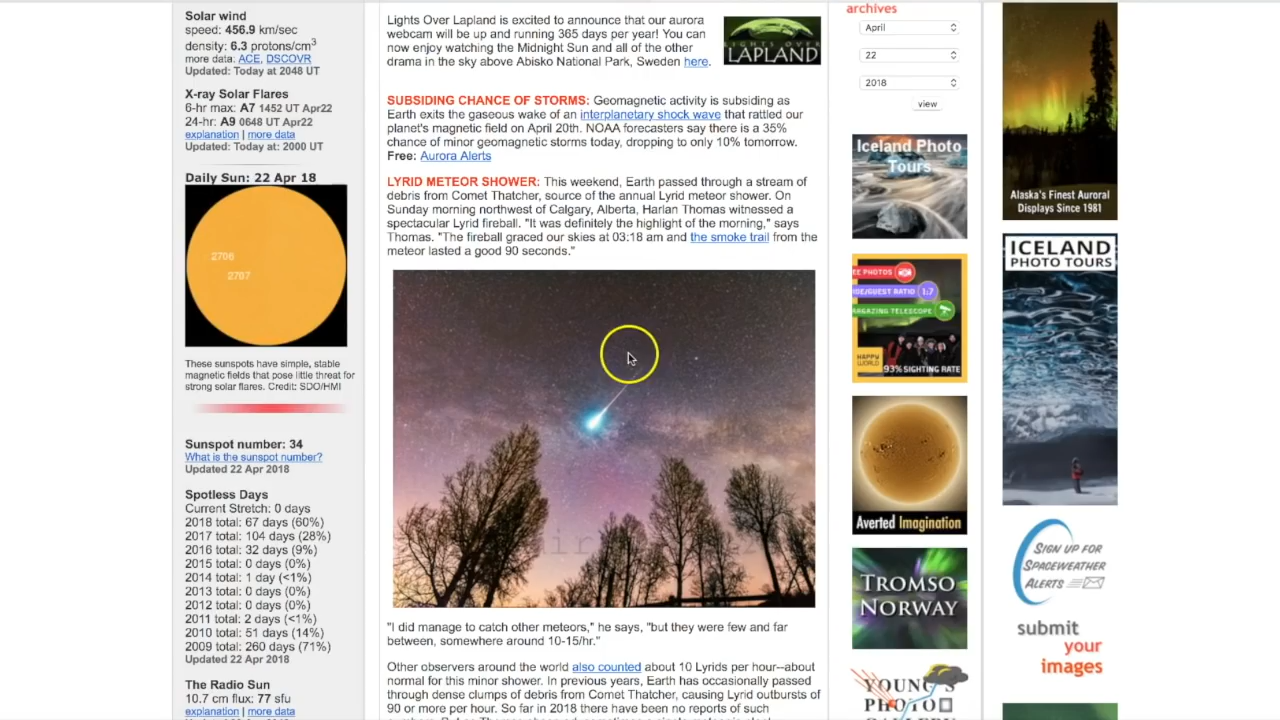 Solar wind
speed: 456.9 km/sec
density: 6.3 protons/cm3
more data: ACE, DSCOVR
Updated: Today at 2048 UT
X-ray Solar Flares
6-hr max: A7 1452 UT Apr22
24-hr: A9 0648 UT Apr22
explanation | more data
Updated: Today at: 2000 UT
Daily Sun: 22 Apr 18
2706
2707
These sunspots have simple, stable
magnetic fields that pose little threat for
strong solar flares. Credit: SDO/HMI
Sunspot number: 34
What is the sunspot number?
Updated 22 Apr 2018
Spotless Days
Current Stretch: 0 days
2018 total: 67 days (60%)
2017 total: 104 days (28%)
2016 total: 32 days (9%)
2015 total: 0 days (0%)
2014 total: 1 day (<1%)
2013 total: 0 days (0%)
2012 total: 0 days (0%)
2011 total: 2 days (<1%)
2010 total: 51 days (14%)
2009 total: 260 days (71%)
Updated 22 Apr 2018
The Radio Sun
10.7 cm flux: 77 sfu
explanation | more data
Lights Over Lapland is excited to announce that our aurora
webcam will be up and running 365 days per year! You can
now enjoy watching the Midnight Sun and all of the other
drama in the sky above Abisko National Park, Sweden here.
LIGHTS OVER
LAPLAND
SUBSIDING CHANCE OF STORMS: Geomagnetic activity is subsiding as
Earth exits the gaseous wake of an interplanetary shock wave that rattled our
planet's magnetic field on April 20th. NOAA forecasters say there is a 35%
chance of minor geomagnetic storms today, dropping to only 10% tomorrow.
Free: Aurora Alerts
LYRID METEOR SHOWER: This weekend, Earth passed through a stream of
debris from Comet Thatcher, source of the annual Lyrid meteor shower. On
Sunday morning northwest of Calgary, Alberta, Harlan Thomas witnessed a
spectacular Lyrid fireball. "It was definitely the highlight of the morning," says
Thomas. "The fireball graced our skies at 03:18 am and the smoke trail from the
meteor lasted a good 90 seconds."
"I did manage to catch other meteors," he says, "but they were few and far
between, somewhere around 10-15/hr."
Other observers around the world also counted about 10 Lyrids per hour--about
normal for this minor shower. In previous years, Earth has occasionally passed
through dense clumps of debris from Comet Thatcher, causing Lyrid outbursts of
90 or more per hour. So far in 2018 there have been no reports of such
archives
April
22
2018
view
Iceland Photo
Tours
EE PHOTOS
IDE/GUEST RATIO 1:7
ARGAZING TELESCOPE
HAPPY
WORLD
93% SIGHTING RATE
Averted Imagination
TROMSO
NORWAY
YOUNG'S
PHOTO
Alaska's Finest Auroral
Displays Since 1981
ICELAND
PHOTO TOURS
SIGN UP FOR
SPACEWEATHER
ALERTS
submit
your
images